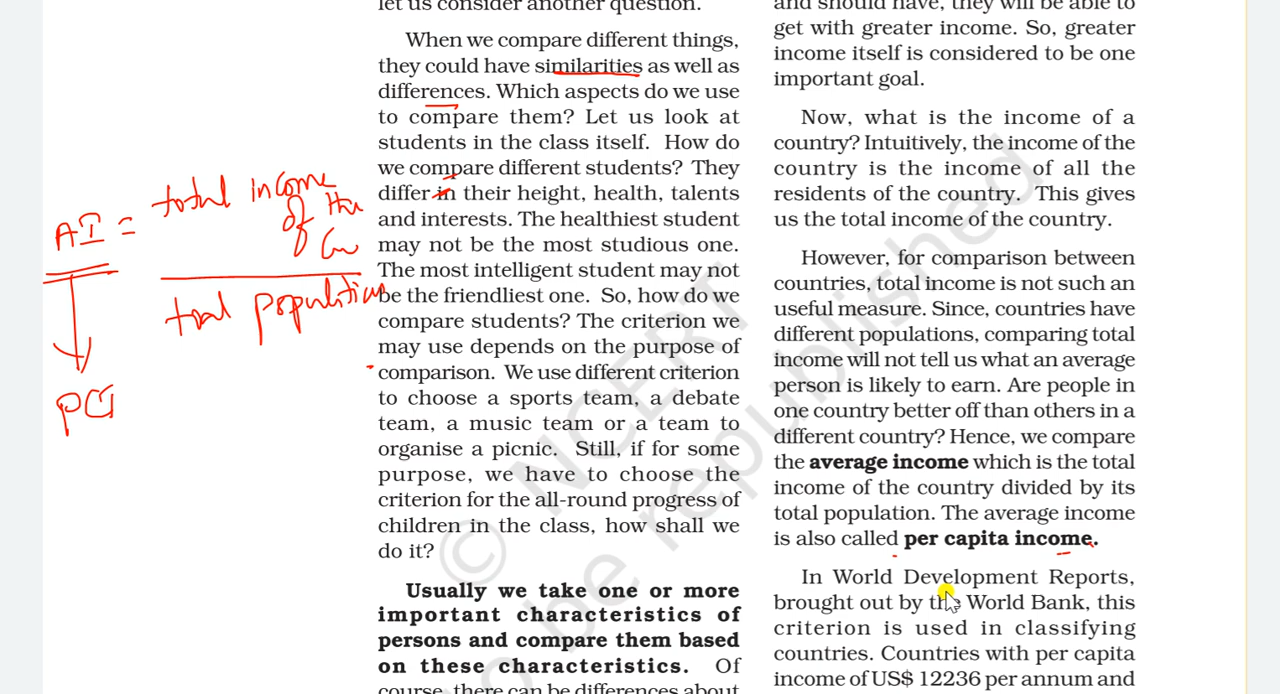 AI =
total income
of the
total population
PCI
let us consider another question.
When we compare different things,
they could have similarities as well as
differences. Which aspects do we use
to compare them? Let us look at
students in the class itself. How do
we compare different students? They
differ in their height, health, talents
and interests. The healthiest student
may not be the most studious one.
The most intelligent student may not
be the friendliest one. So, how do we
compare students? The criterion we
may use depends on the purpose of
comparison. We use different criterion
to choose a sports team, a debate
team, a music team or a team to
organise a picnic. Still, if for some
purpose, we have to choose the
criterion for the all-round progress of
children in the class, how shall we
do it?
Usually we take one or more
important characteristics of
persons and compare them based
on these characteristics. Of
course, there can be differences about
and should have, they will be able to
get with greater income. So, greater
income itself is considered to be one
important goal.
Now, what is the income of a
country? Intuitively, the income of the
country is the income of all the
residents of the country. This gives
us the total income of the country.
However, for comparison between
countries, total income is not such an
useful measure. Since, countries have
different populations, comparing total
income will not tell us what an average
person is likely to earn. Are people in
one country better off than others in a
different country? Hence, we compare
the average income which is the total
income of the country divided by its
total population. The average income
is also called per capita income.
In World Development Reports,
brought out by the World Bank, this
criterion is used in classifying
countries. Countries with per capita
income of US$ 12236 per annum and
© NCERT
be republished